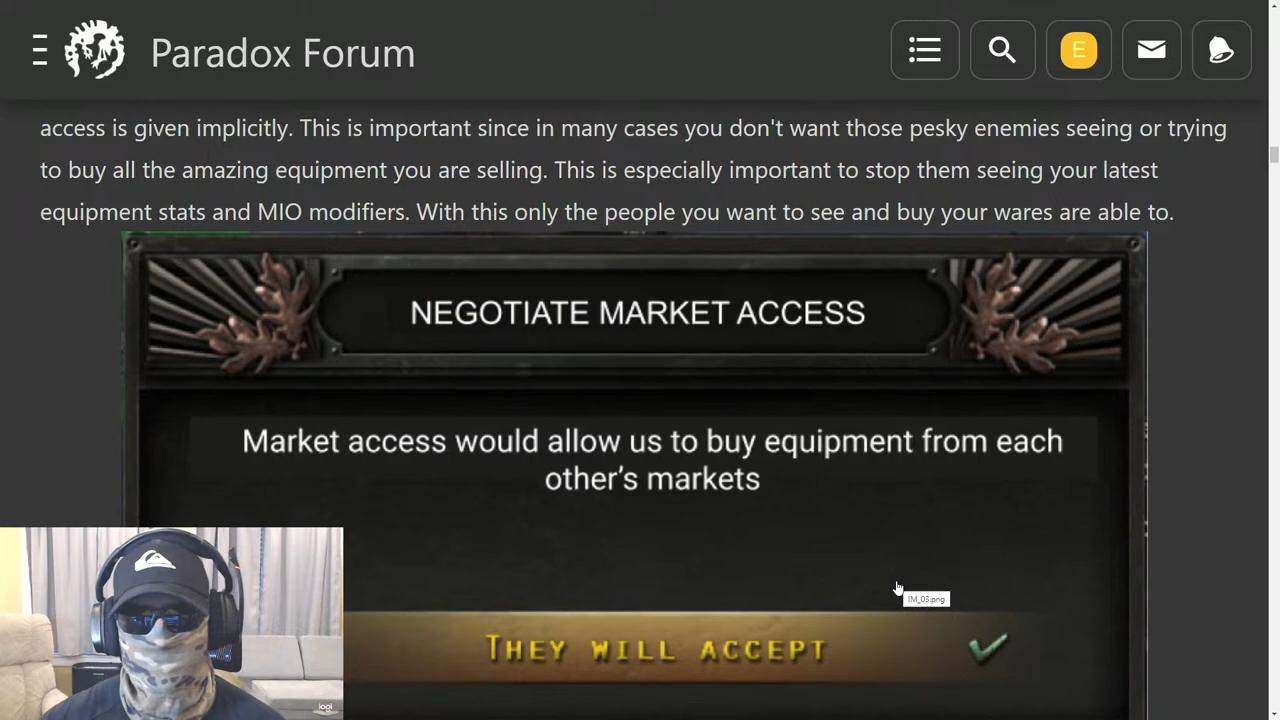 Paradox Forum
E
access is given implicitly. This is important since in many cases you don't want those pesky enemies seeing or trying
to buy all the amazing equipment you are selling. This is especially important to stop them seeing your latest
equipment stats and MIO modifiers. With this only the people you want to see and buy your wares are able to.
NEGOTIATE MARKET ACCESS
Market access would allow us to buy equipment from each
other’s markets
IM_03.png
THEY WILL ACCEPT
logi